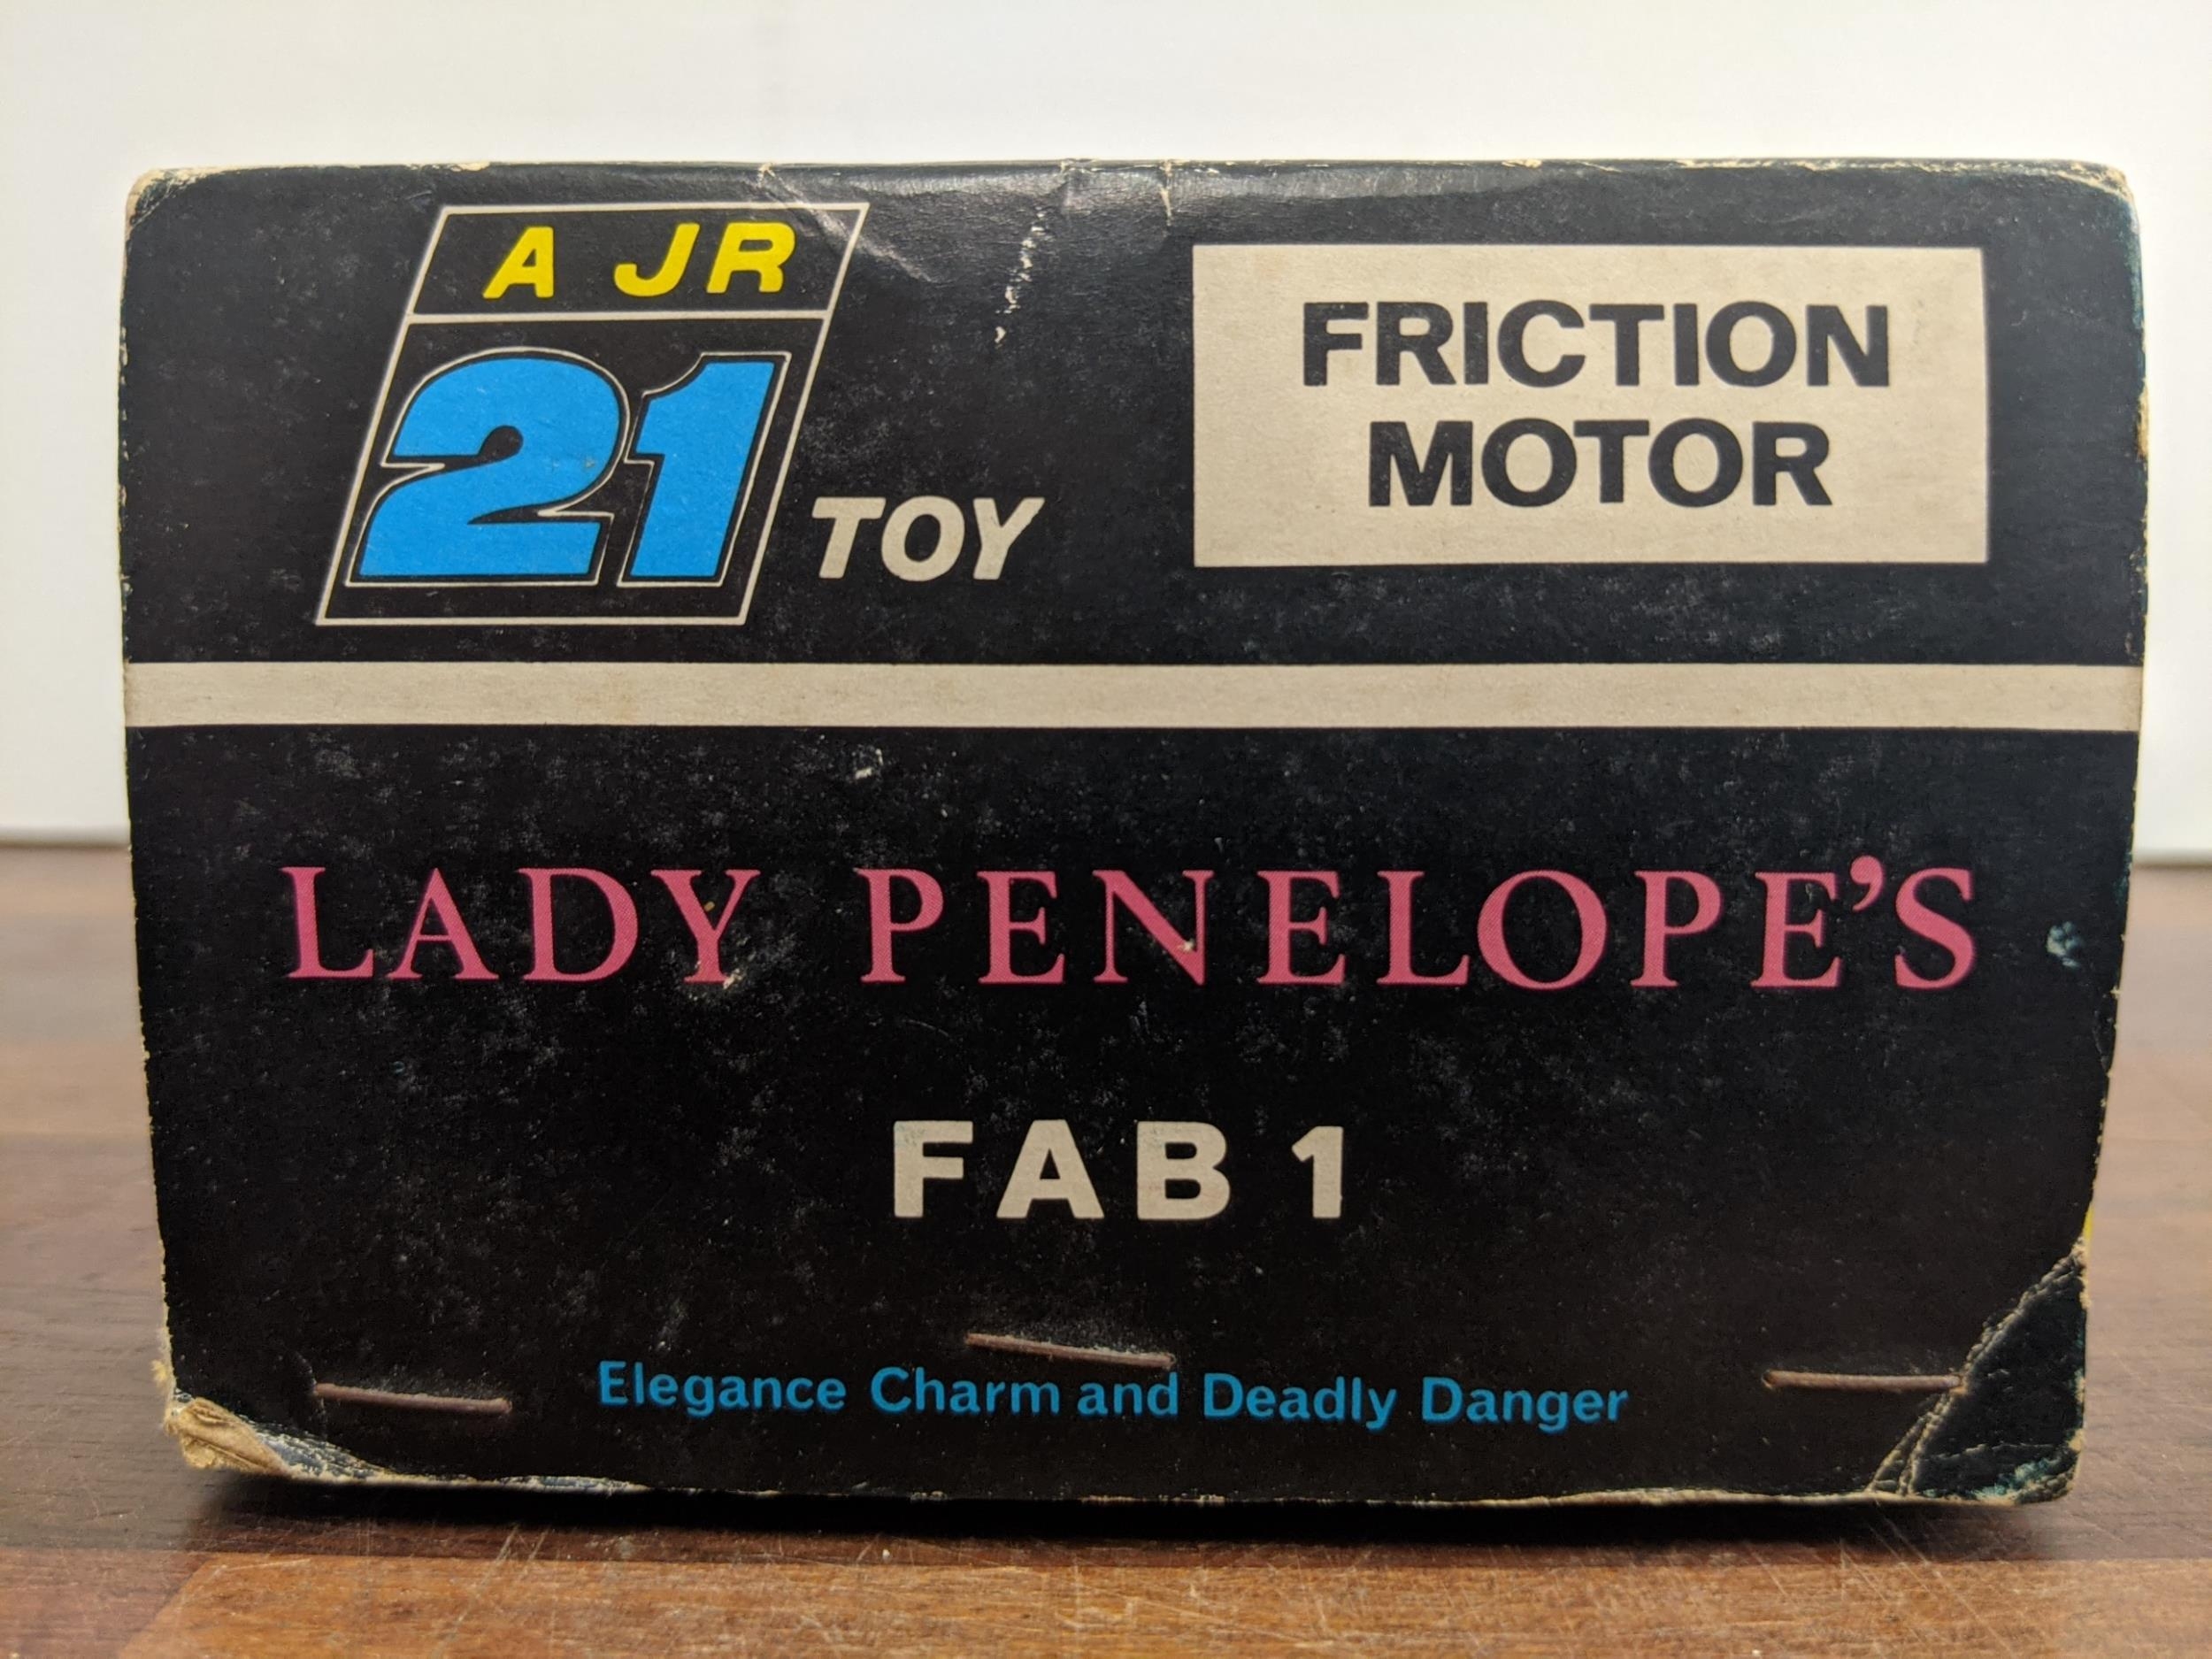 A JR
21
TOY
FRICTION
MOTOR
LADY PENELOPE’S
FAB 1
Elegance Charm and Deadly Danger